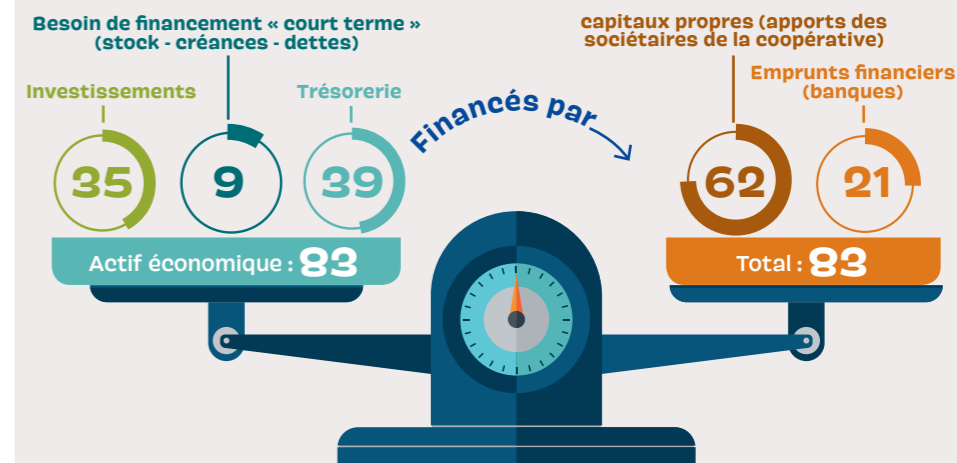 Besoin de financement « court terme »
(stock - créances - dettes)
Investissements
Trésorerie
35
9
39
Actif économique : 83
Financés par
capitaux propres (apports des
sociétaires de la coopérative)
Emprunts financiers
(banques)
62
21
Total : 83